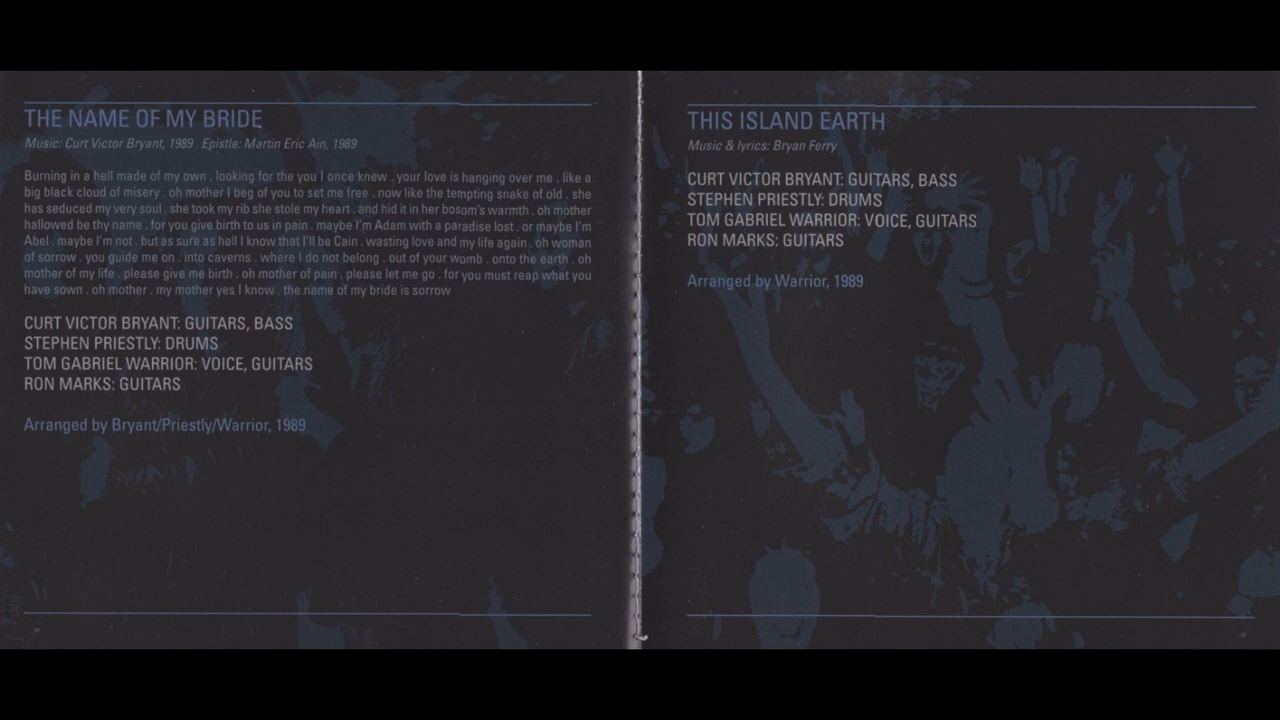 THE NAME OF MY BRIDE
Music: Curt Victor Bryant, 1989 . Epistle: Martin Eric Ain, 1989
Burning in a hell made of my own . looking for the you I once knew . your love is hanging over me . like a
big black cloud of misery . oh mother I beg of you to set me free . now like the tempting snake of old . she
has seduced my very soul . she took my rib she stole my heart . and hid it in her bosom's warmth . oh mother
hallowed be thy name . for you give birth to us in pain . maybe I'm Adam with a paradise lost . or maybe I'm
Abel . maybe I'm not . but as sure as hell I know that I'll be Cain . wasting love and my life again . oh woman
of sorrow . you guide me on . into caverns . where I do not belong . out of your womb . onto the earth . oh
mother of my life . please give me birth . oh mother of pain . please let me go . for you must reap what you
have sown . oh mother . my mother yes I know . the name of my bride is sorrow
CURT VICTOR BRYANT: GUITARS, BASS
STEPHEN PRIESTLY: DRUMS
TOM GABRIEL WARRIOR: VOICE, GUITARS
RON MARKS: GUITARS
Arranged by Bryant/Priestly/Warrior, 1989
THIS ISLAND EARTH
Music & lyrics: Bryan Ferry
CURT VICTOR BRYANT: GUITARS, BASS
STEPHEN PRIESTLY: DRUMS
TOM GABRIEL WARRIOR: VOICE, GUITARS
RON MARKS: GUITARS
Arranged by Warrior, 1989